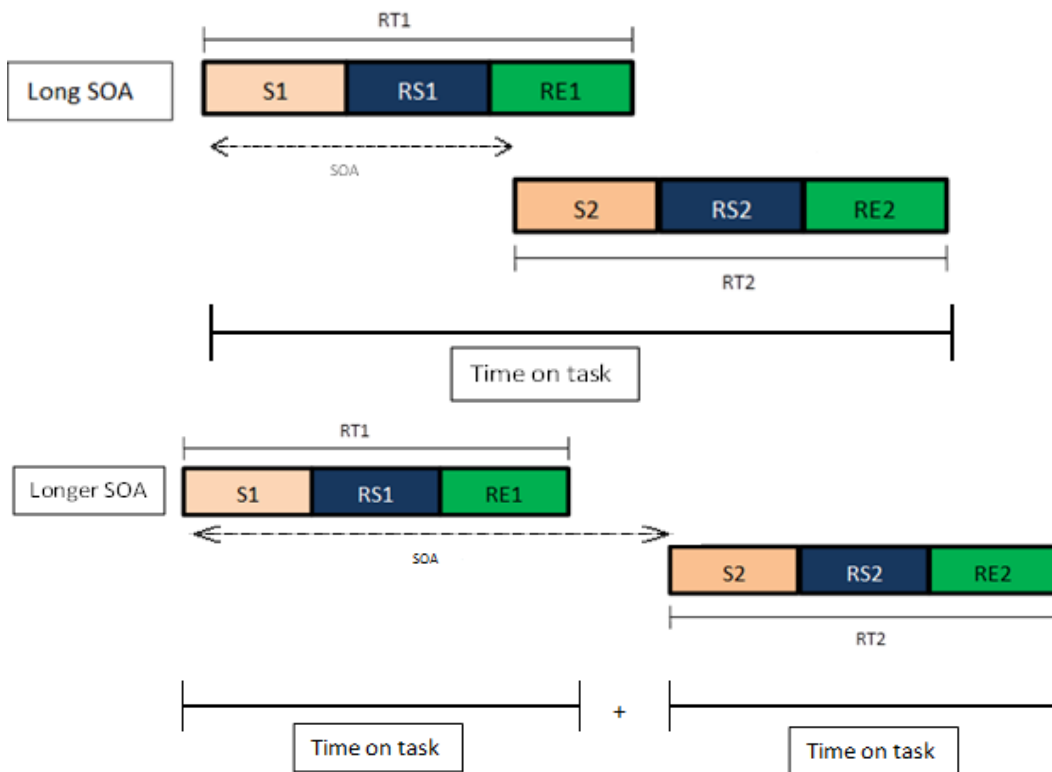 RT1
Long SOA
S1
RS1
RE1
SOA
S2
RS2
RE2
RT2
Time on task
RT1
Longer SOA
S1
RS1
RE1
SOA
S2
RS2
RE2
RT2
+
Time on task
Time on task